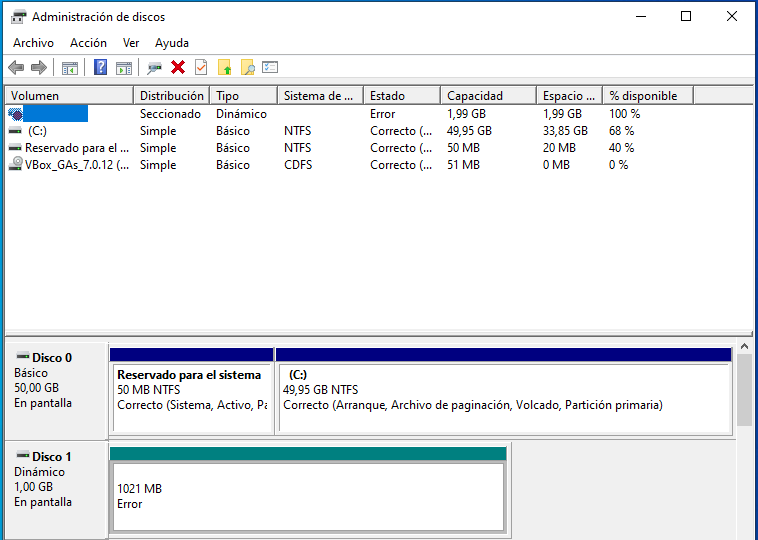 Administración de discos
Archivo Acción Ver Ayuda
Volumen Distribución Tipo Sistema de ... Estado Capacidad Espacio ... % disponible
Seccionado Dinámico Error 1,99 GB 1,99 GB 100 %
(C:) Simple Básico NTFS Correcto (... 49,95 GB 33,85 GB 68 %
Reservado para el ... Simple Básico NTFS Correcto (... 50 MB 20 MB 40 %
VBox_GAs_7.0.12 (... Simple Básico CDFS Correcto (... 51 MB 0 MB 0 %
Disco 0
Básico
50,00 GB
En pantalla
Reservado para el sistema
50 MB NTFS
Correcto (Sistema, Activo, Pa
(C:)
49,95 GB NTFS
Correcto (Arranque, Archivo de paginación, Volcado, Partición primaria)
Disco 1
Dinámico
1,00 GB
En pantalla
1021 MB
Error